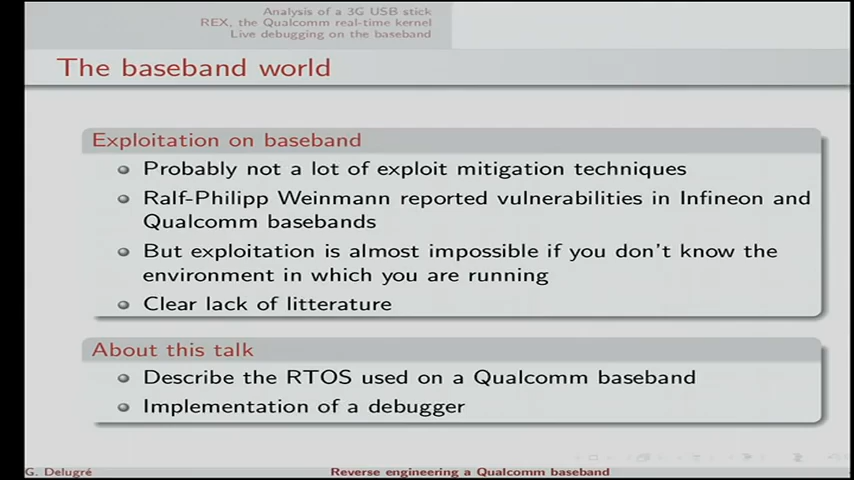 Analysis of a 3G USB stick
REX, the Qualcomm real-time kernel
Live debugging on the baseband
The baseband world
Exploitation on baseband
Probably not a lot of exploit mitigation techniques
Ralf-Philipp Weinmann reported vulnerabilities in Infineon and
Qualcomm basebands
But exploitation is almost impossible if you don't know the
environment in which you are running
Clear lack of litterature
About this talk
Describe the RTOS used on a Qualcomm baseband
Implementation of a debugger
G. Delugré
Reverse engineering a Qualcomm baseband